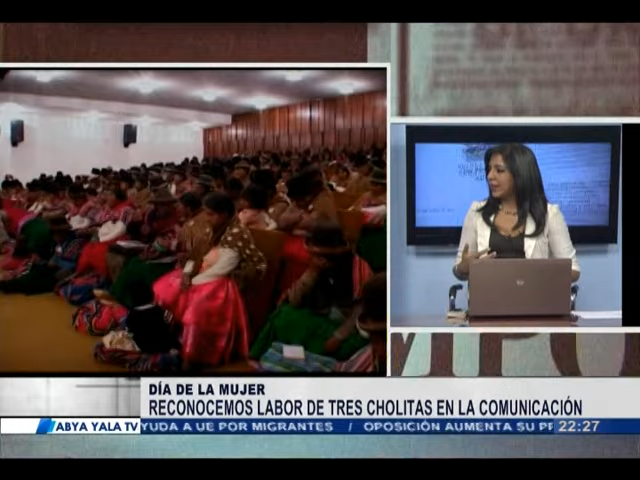 DÍA DE LA MUJER
RECONOCEMOS LABOR DE TRES CHOLITAS EN LA COMUNICACIÓN
ABYA YALA TV YUDA A UE POR MIGRANTES / OPOSICIÓN AUMENTA SU PR 22:27